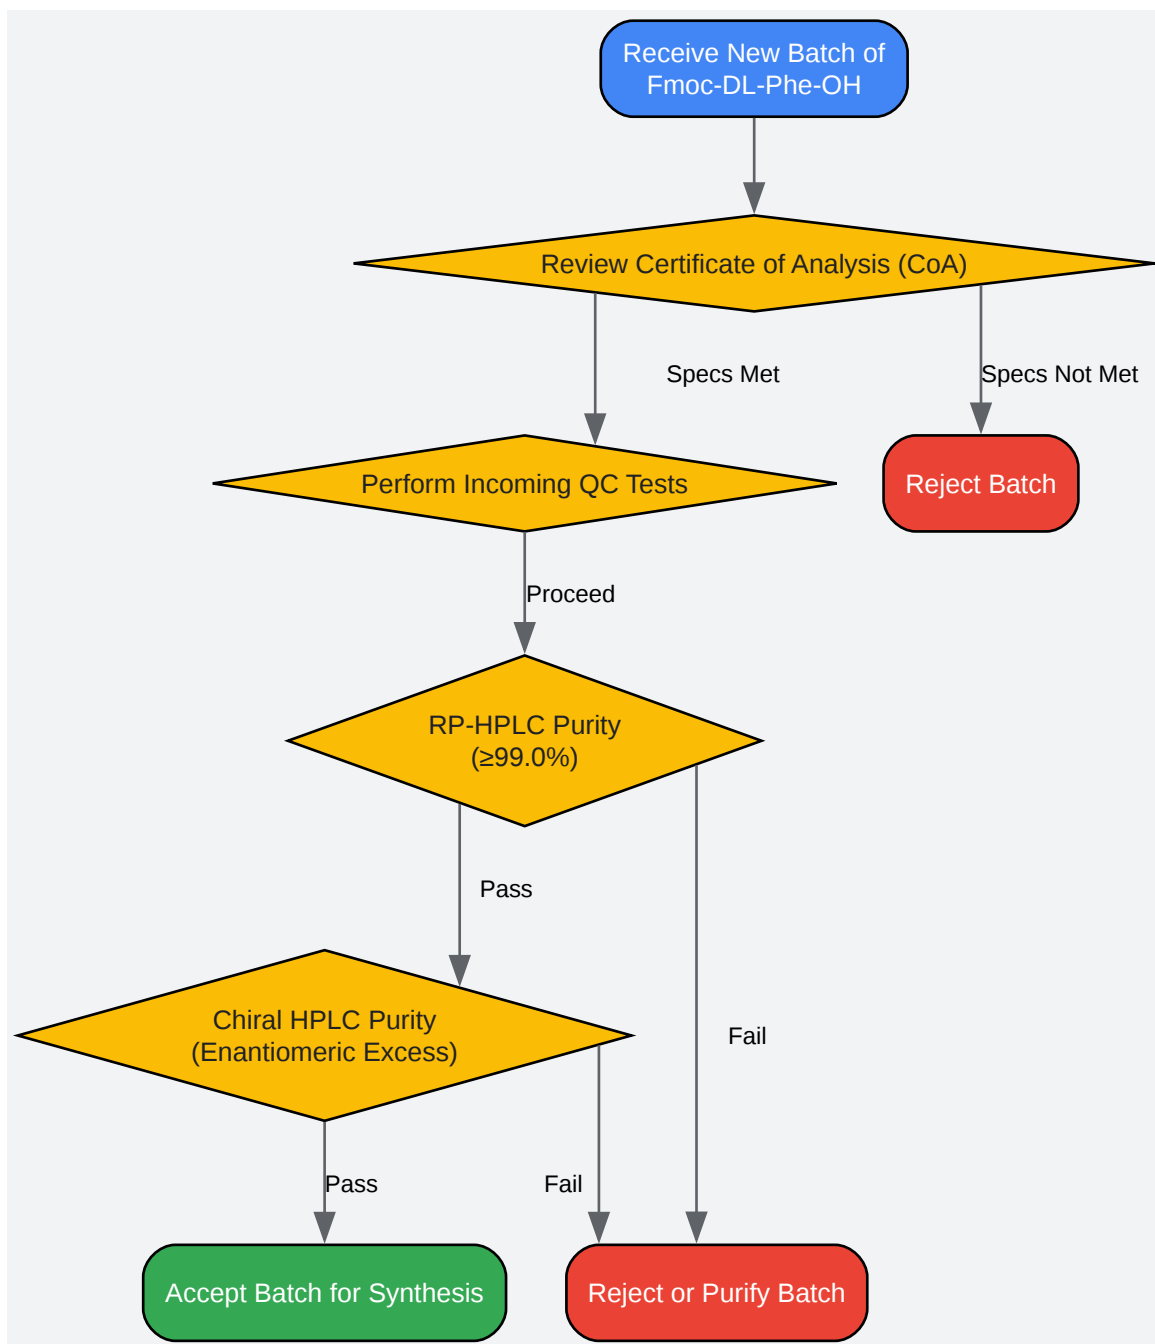 Receive New Batch of
Fmoc-DL-Phe-OH
Review Certificate of Analysis (CoA)
Specs Met
Specs Not Met
Perform Incoming QC Tests
Reject Batch
Proceed
RP-HPLC Purity
(≥99.0%)
Pass
Chiral HPLC Purity
(Enantiomeric Excess)
Fail
Pass
Fail
Accept Batch for Synthesis
Reject or Purify Batch